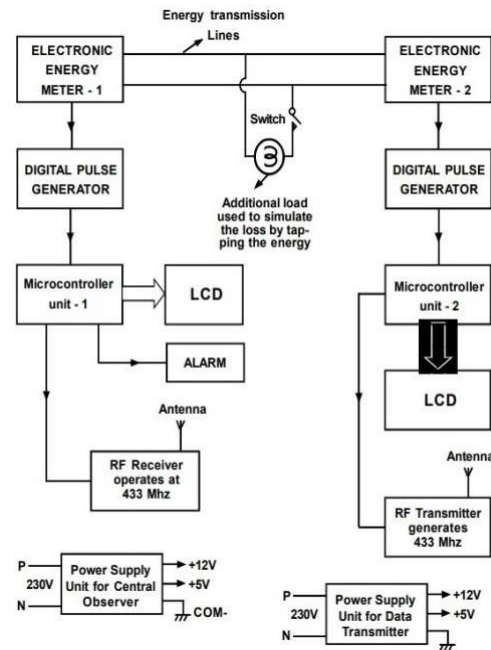 Energy transmission
Lines
ELECTRONIC
ENERGY
METER - 1
ELECTRONIC
ENERGY
METER - 2
Switch
DIGITAL PULSE
GENERATOR
DIGITAL PULSE
GENERATOR
Additional load
used to simulate
the loss by tap-
ping the energy
Microcontroller
unit - 1
LCD
Microcontroller
unit - 2
ALARM
LCD
Antenna
RF Receiver
operates at
433 Mhz
Antenna
RF Transmitter
generates
433 Mhz
P
230V
N
Power Supply
Unit for Central
Observer
+12V
+5V
COM-
P
230V
N
Power Supply
Unit for Data
Transmitter
+12V
+5V